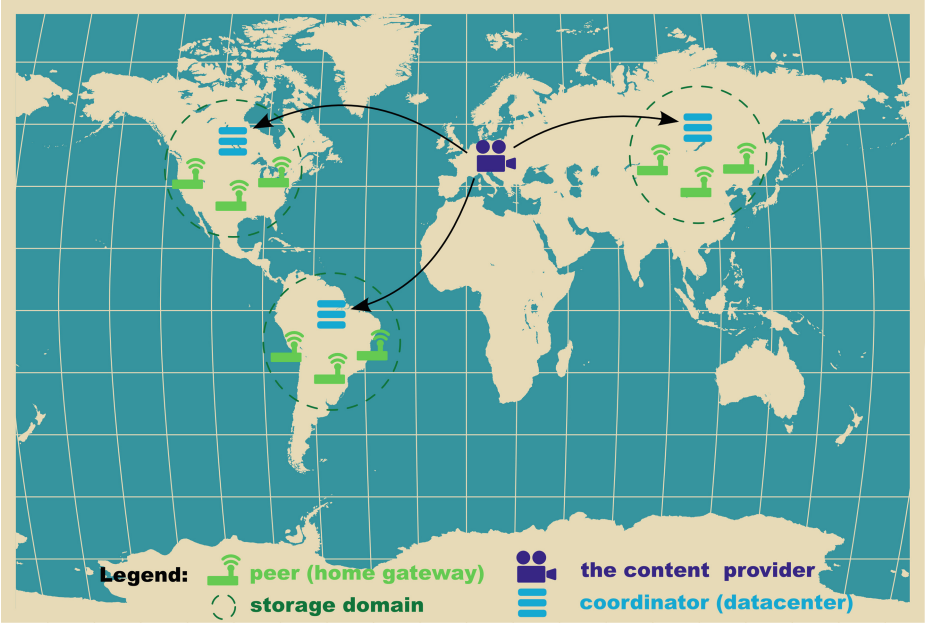 Legend: peer (home gateway) the content provider
storage domain coordinator (datacenter)